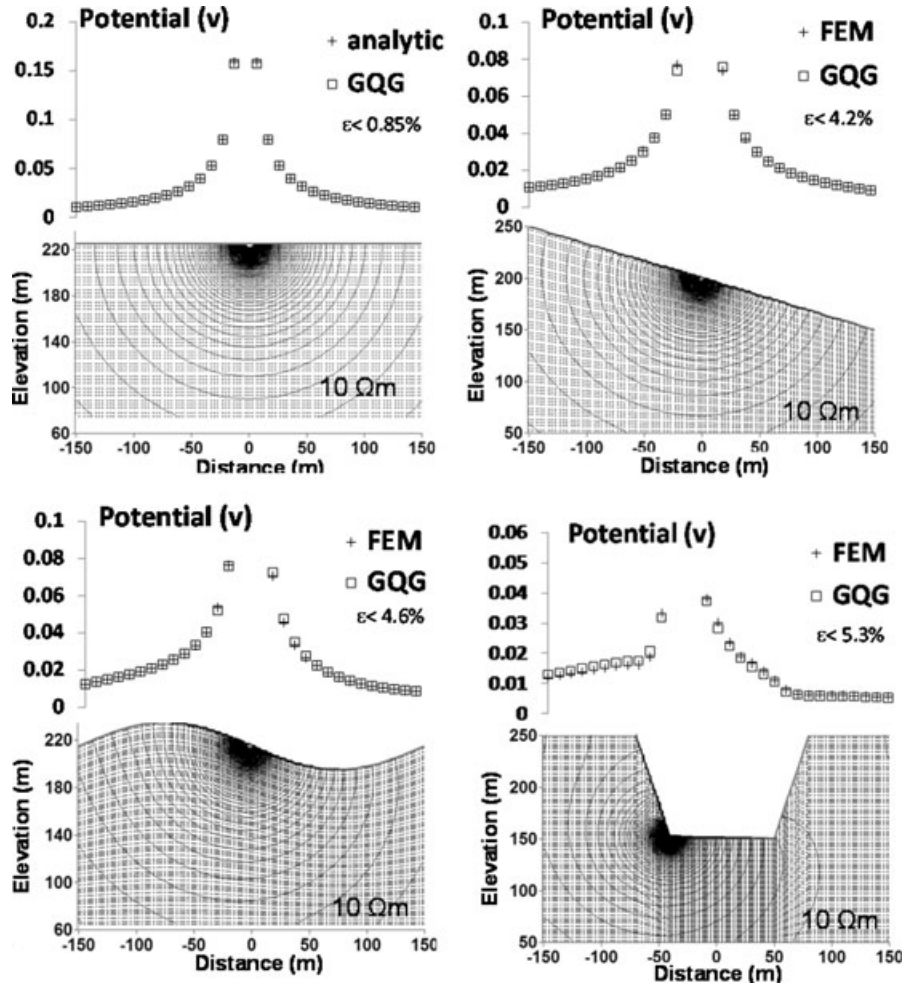 Potential (v)
0.2
0.15
0.1
0.05
0
+ analytic
□ GQG
ε< 0.85%
Elevation (m)
220
180
140
100
60
10 Ωm
-150 -100 -50 0 50 100 150
Distance (m)
Potential (v)
0.1
0.08
0.06
0.04
0.02
0
+ FEM
□ GQG
ε< 4.2%
Elevation (m)
250
200
150
100
50
10 Ωm
-150 -100 -50 0 50 100 150
Distance (m)
Potential (v)
0.1
0.08
0.06
0.04
0.02
0
+ FEM
□ GQG
ε< 4.6%
Elevation (m)
220
180
140
100
60
10 Ωm
-150 -100 -50 0 50 100 150
Distance (m)
Potential (v)
0.06
0.05
0.04
0.03
0.02
0.01
0
+ FEM
□ GQG
ε< 5.3%
Elevation (m)
250
200
150
100
50
10 Ωm
-150 -100 -50 0 50 100 150
Distance (m)